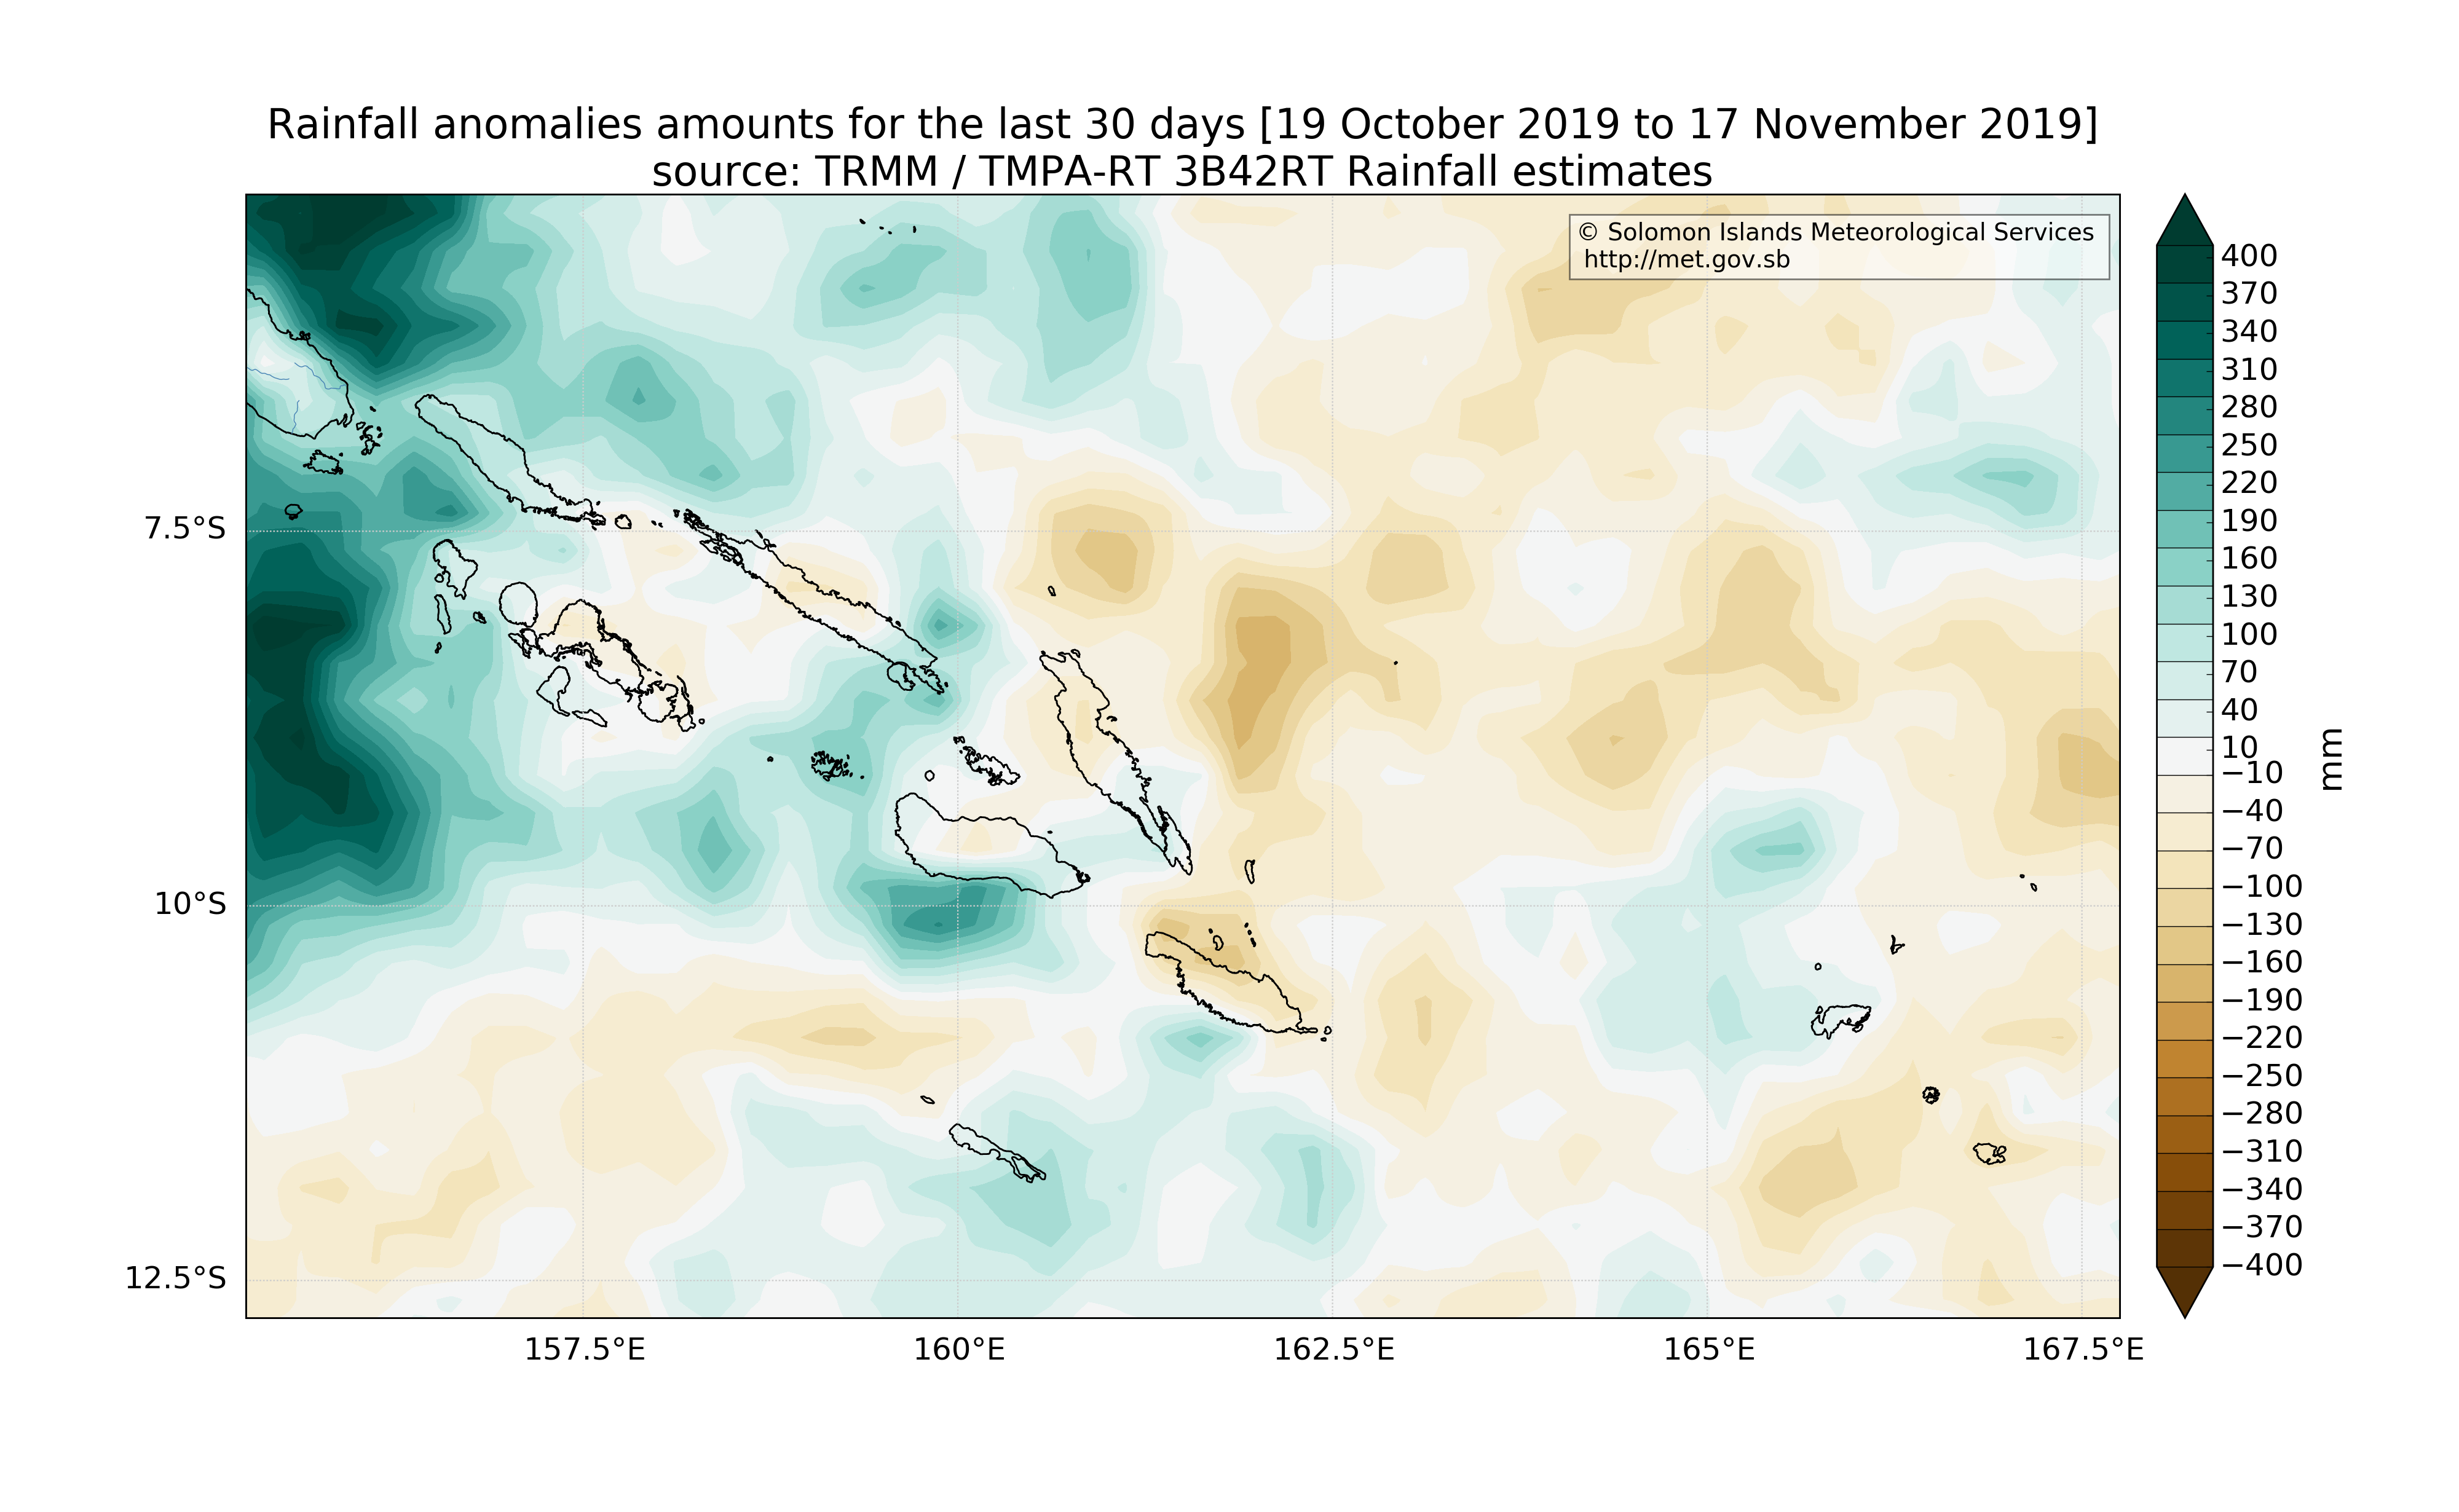 Rainfall anomalies amounts for the last 30 days [19 October 2019 to 17 November 2019]
source: TRMM / TMPA-RT 3B42RT Rainfall estimates
© Solomon Islands Meteorological Services
http://met.gov.sb
7.5°S
10°S
12.5°S
157.5°E
160°E
162.5°E
165°E
167.5°E
400
370
340
310
280
250
220
190
160
130
100
70
40
10
−10
−40
−70
−100
−130
−160
−190
−220
−250
−280
−310
−340
−370
−400
mm